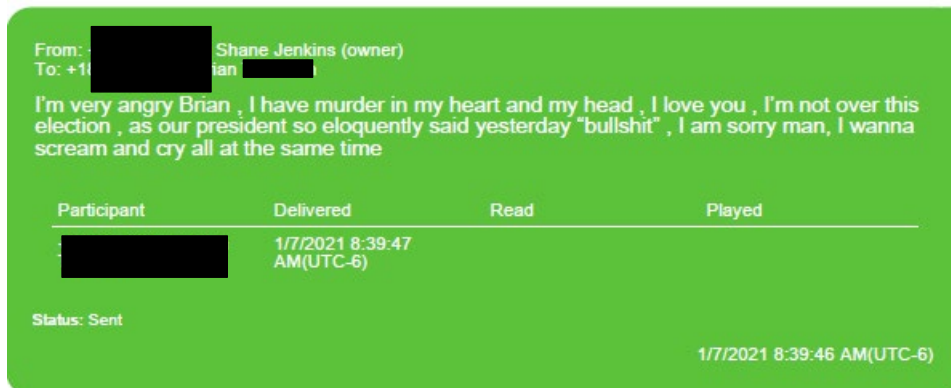 From: Shane Jenkins (owner)
To: +18 ian
I'm very angry Brian , I have murder in my heart and my head , I love you , I'm not over this
election , as our president so eloquently said yesterday “bullshit” , I am sorry man, I wanna
scream and cry all at the same time
Participant Delivered Read Played
1/7/2021 8:39:47
AM(UTC-6)
Status: Sent
1/7/2021 8:39:46 AM(UTC-6)